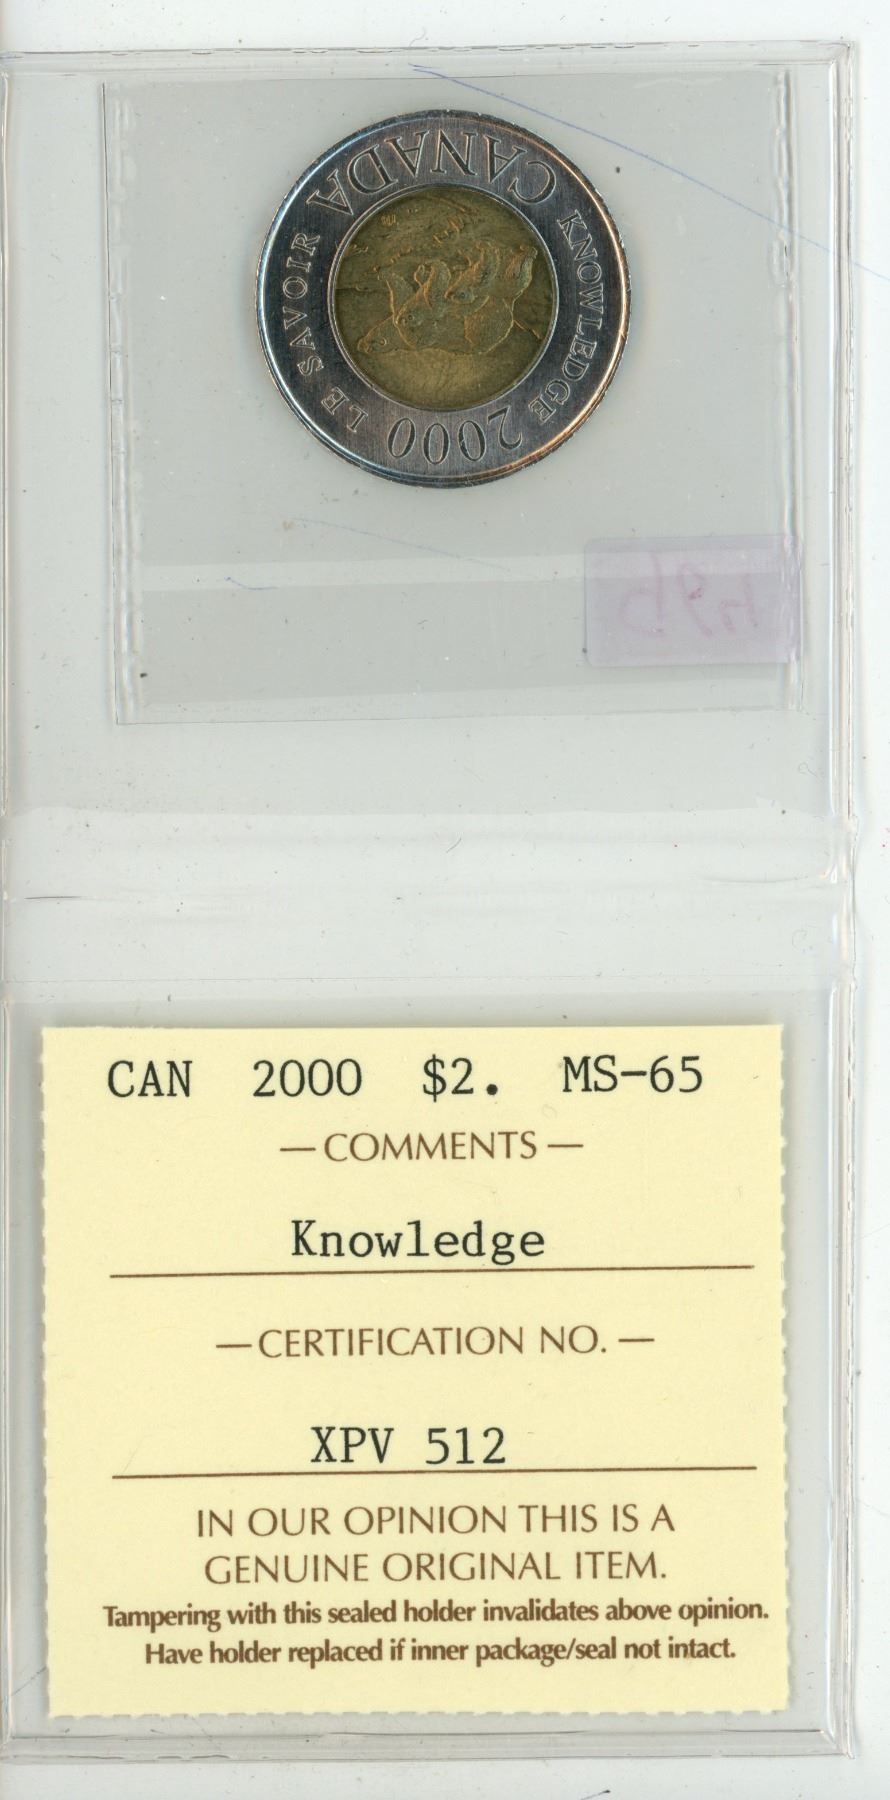 CANADA
KNOWLEDGE 2000 LE SAVOIR
CAN 2000 $2. MS-65
—COMMENTS—
Knowledge
—CERTIFICATION NO.—
XPV 512
IN OUR OPINION THIS IS A
GENUINE ORIGINAL ITEM.
Tampering with this sealed holder invalidates above opinion.
Have holder replaced if inner package/seal not intact.